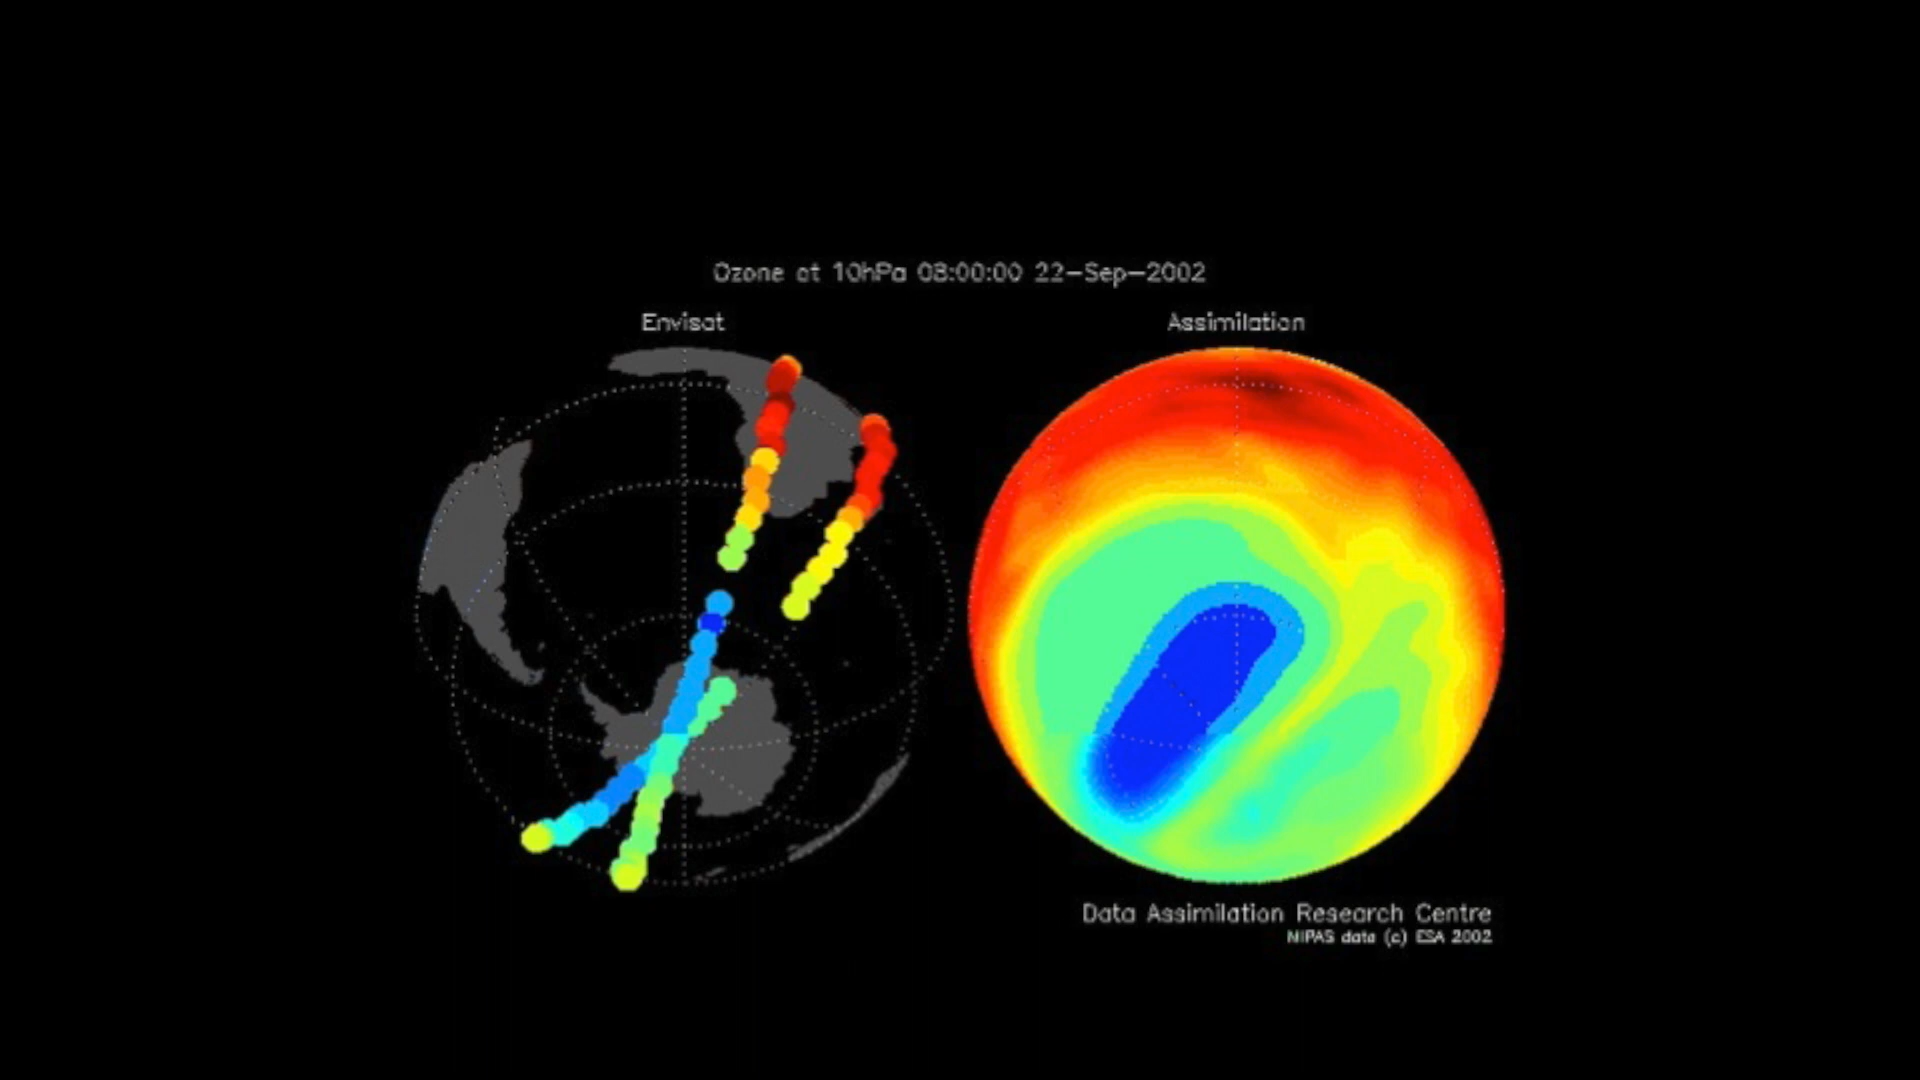 Ozone at 10hPa 08:00:00 22-Sep-2002
Envisat
Assimilation
Data Assimilation Research Centre
MIPAS data (c) ESA 2002